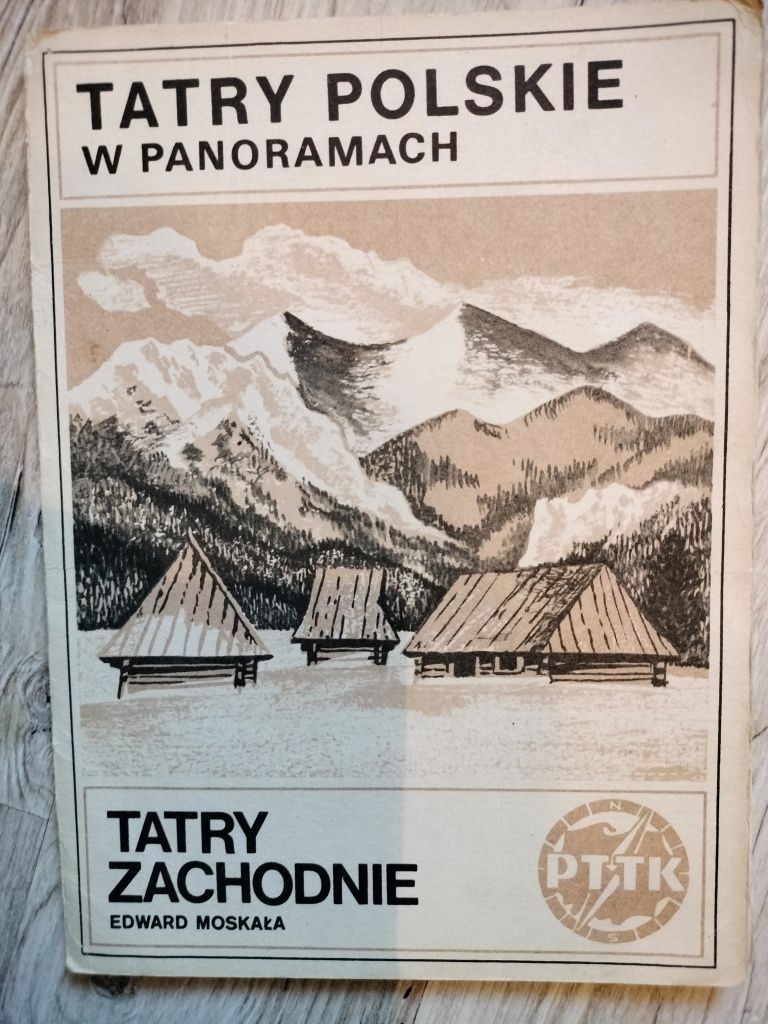 TATRY POLSKIE
W PANORAMACH
TATRY
ZACHODNIE
EDWARD MOSKAŁA
N
PTTK
S